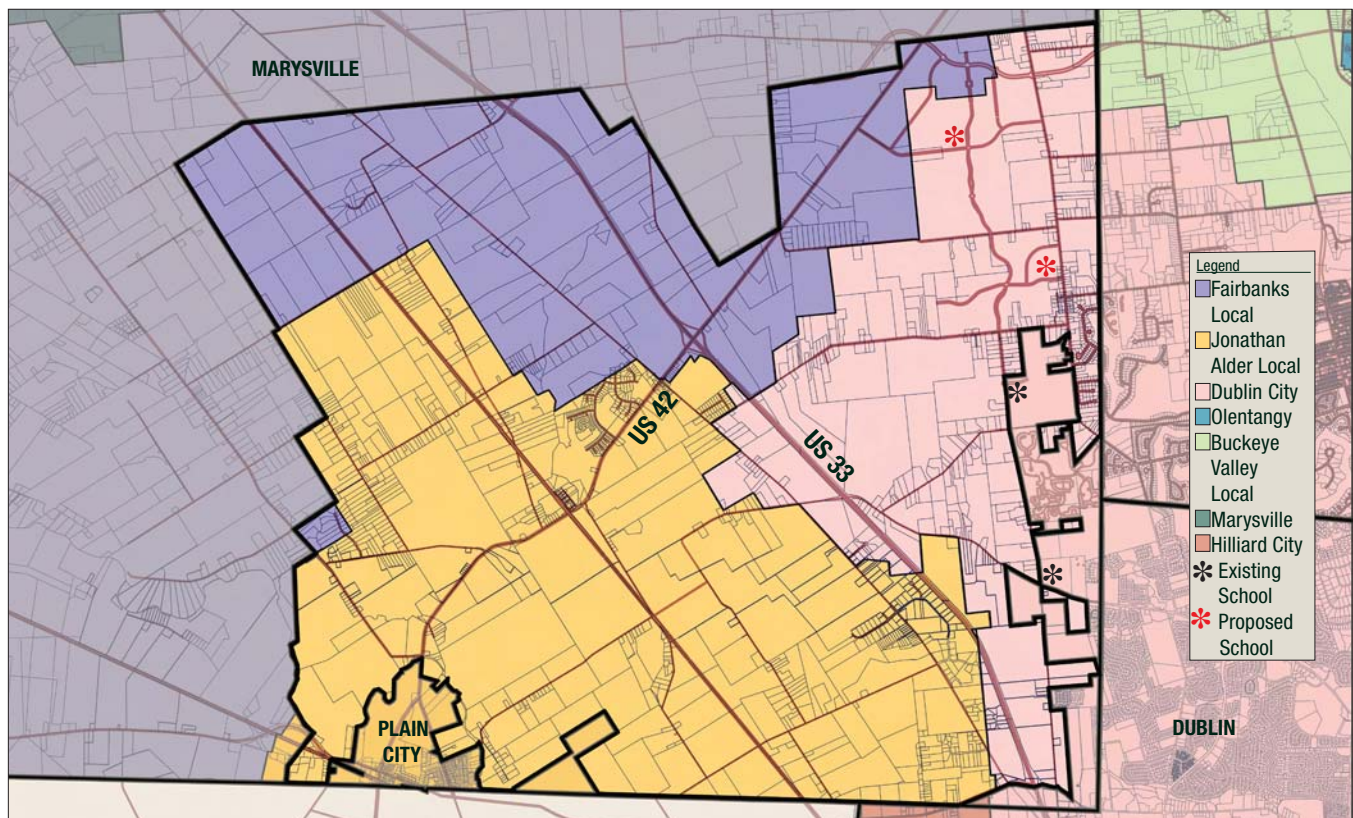 MARYSVILLE
US 42
US 33
PLAIN
CITY
DUBLIN
Legend
Fairbanks
Local
Jonathan
Alder Local
Dublin City
Olentangy
Buckeye
Valley
Local
Marysville
Hilliard City
* Existing
School
* Proposed
School